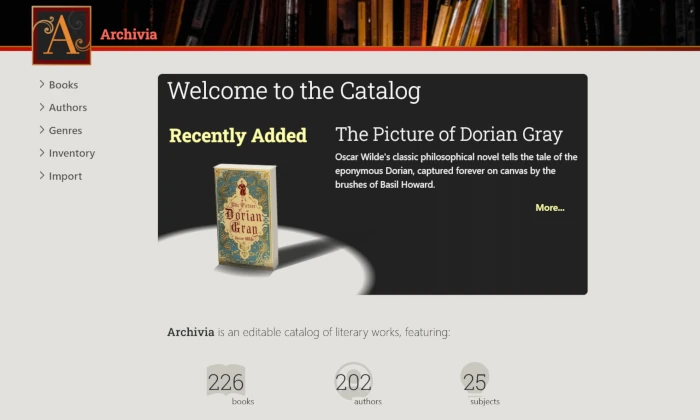 A
Archivia
Books
Authors
Genres
Inventory
Import
Welcome to the Catalog
Recently Added
The Picture of Dorian Gray
Oscar Wilde's classic philosophical novel tells the tale of the
eponymous Dorian, captured forever on canvas by the
brushes of Basil Howard.
More...
The Picture
of
Dorian
Gray
Oscar Wilde
Archivia is an editable catalog of literary works, featuring:
226
books
202
authors
25
subjects